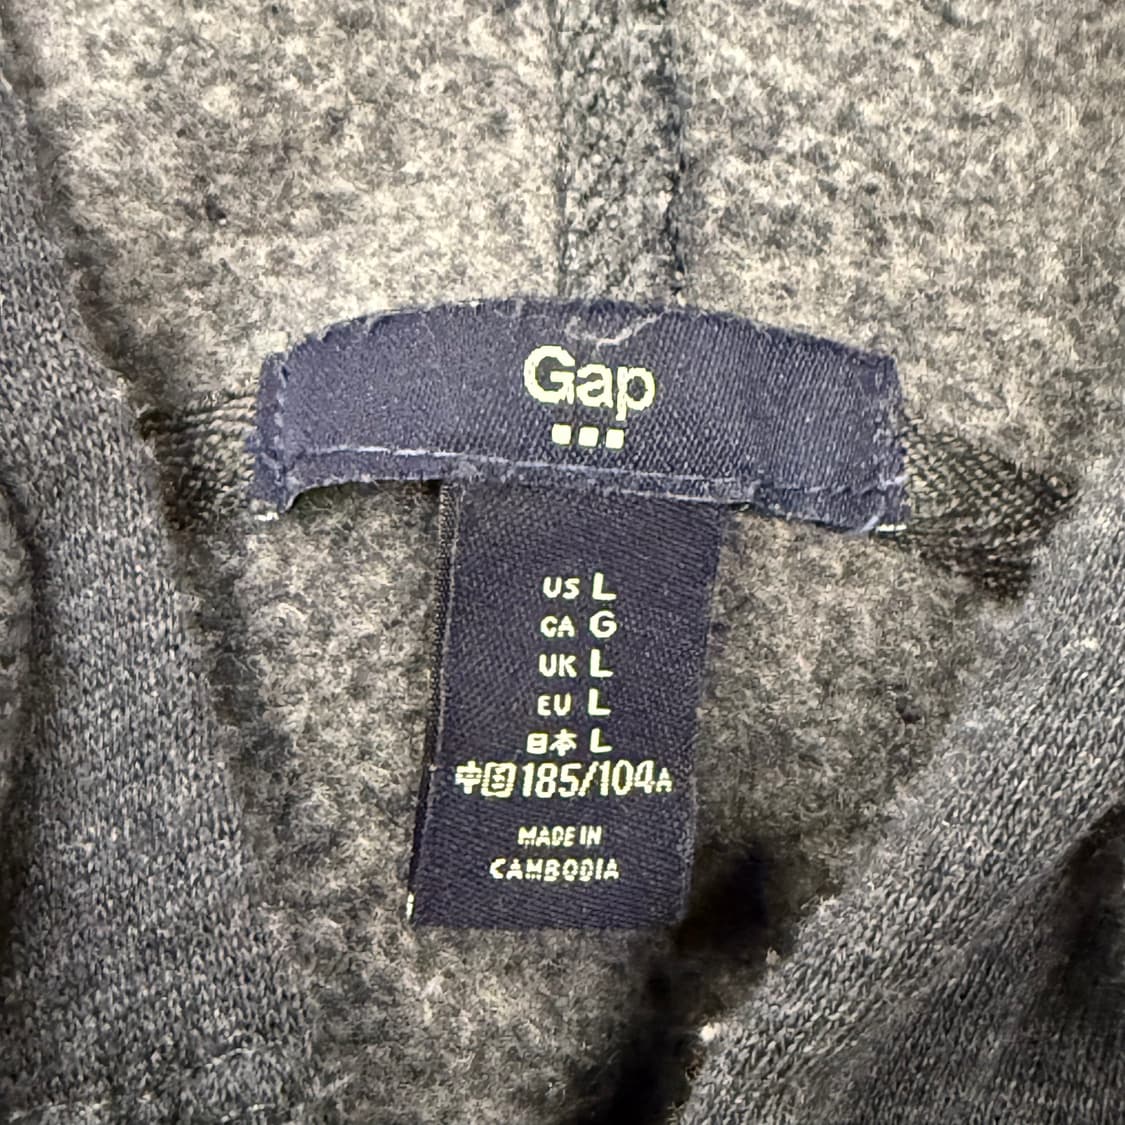 Gap
US L
CA G
UK L
EU L
日本 L
中国185/104A
MADE IN
CAMBODIA